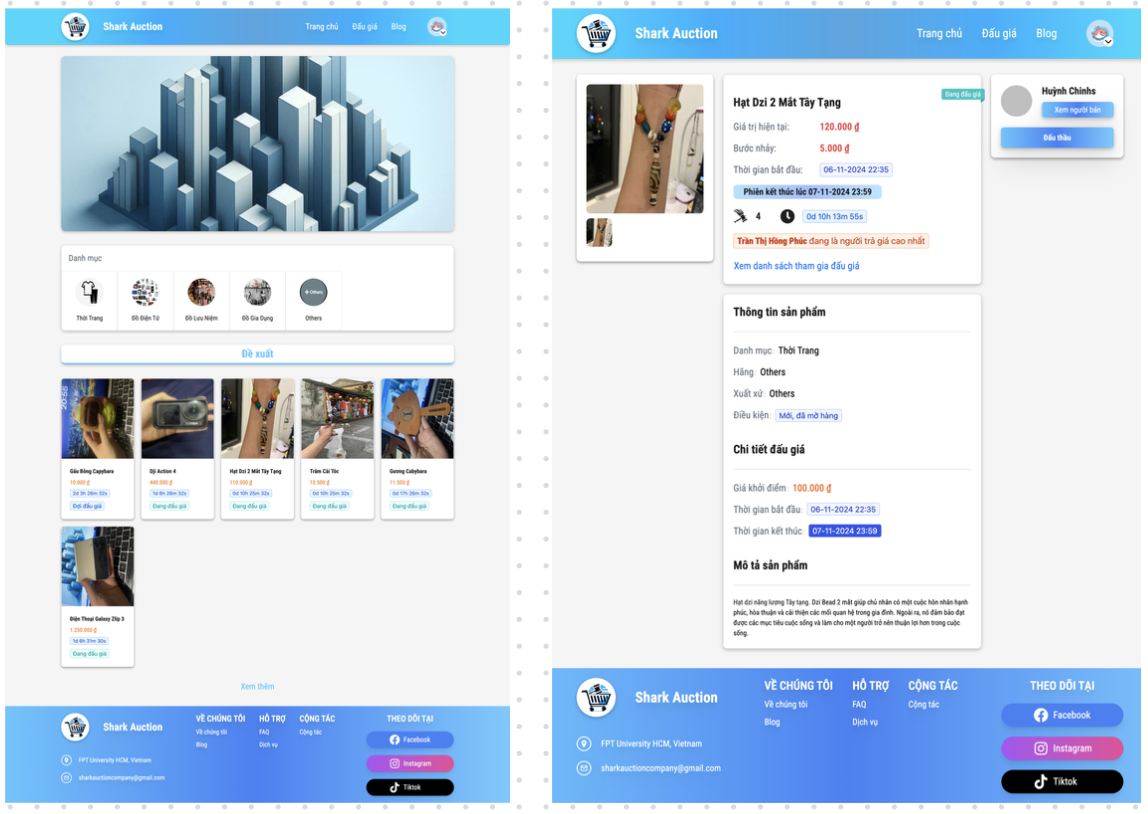 Shark Auction
Trang chủ Đấu giá Blog
Danh mục
Thời Trang Đồ Điện Tử Đồ Lưu Niệm Đồ Gia Dụng Others
+ Others
Đề xuất
20:55
Gấu Bông Capybara
10.000 ₫
2d 3h 26m 32s
Đợi đấu giá
Dji Action 4
440.000 ₫
1d 6h 26m 32s
Đang đấu giá
Hạt Dzi 2 Mắt Tây Tạng
110.000 ₫
0d 10h 25m 32s
Đang đấu giá
Trâm Cài Tóc
10.500 ₫
0d 10h 25m 32s
Đang đấu giá
Gương Cabybara
11.500 ₫
0d 17h 26m 32s
Đang đấu giá
Điện Thoại Galaxy Zlip 3
1.250.000 ₫
1d 6h 31m 30s
Đang đấu giá
Xem thêm
Shark Auction
FPT University HCM, Vietnam
sharkauctioncompany@gmail.com
VỀ CHÚNG TÔI
Về chúng tôi
Blog
HỖ TRỢ
FAQ
Dịch vụ
CỘNG TÁC
Cộng tác
THEO DÕI TẠI
Facebook
Instagram
Tiktok
Shark Auction
Trang chủ Đấu giá Blog
Hạt Dzi 2 Mắt Tây Tạng
Đang đấu giá
Giá trị hiện tại: 120.000 ₫
Bước nhảy: 5.000 ₫
Thời gian bắt đầu: 06-11-2024 22:35
Phiên kết thúc lúc 07-11-2024 23:59
4 0d 10h 13m 55s
Trần Thị Hồng Phúc đang là người trả giá cao nhất
Xem danh sách tham gia đấu giá
Huỳnh Chinhs
Xem người bán
Đấu thầu
Thông tin sản phẩm
Danh mục: Thời Trang
Hãng: Others
Xuất xứ: Others
Điều kiện: Mới, đã mở hàng
Chi tiết đấu giá
Giá khởi điểm: 100.000 ₫
Thời gian bắt đầu: 06-11-2024 22:35
Thời gian kết thúc: 07-11-2024 23:59
Mô tả sản phẩm
Hạt dzi năng lượng Tây tạng. Dzi Bead 2 mắt giúp chủ nhân có một cuộc hôn nhân hạnh
phúc, hòa thuận và cải thiện các mối quan hệ trong gia đình. Ngoài ra, nó đảm bảo đạt
được các mục tiêu cuộc sống và làm cho một người trở nên thuận lợi hơn trong cuộc
sống.
Shark Auction
FPT University HCM, Vietnam
sharkauctioncompany@gmail.com
VỀ CHÚNG TÔI
Về chúng tôi
Blog
HỖ TRỢ
FAQ
Dịch vụ
CỘNG TÁC
Cộng tác
THEO DÕI TẠI
Facebook
Instagram
Tiktok